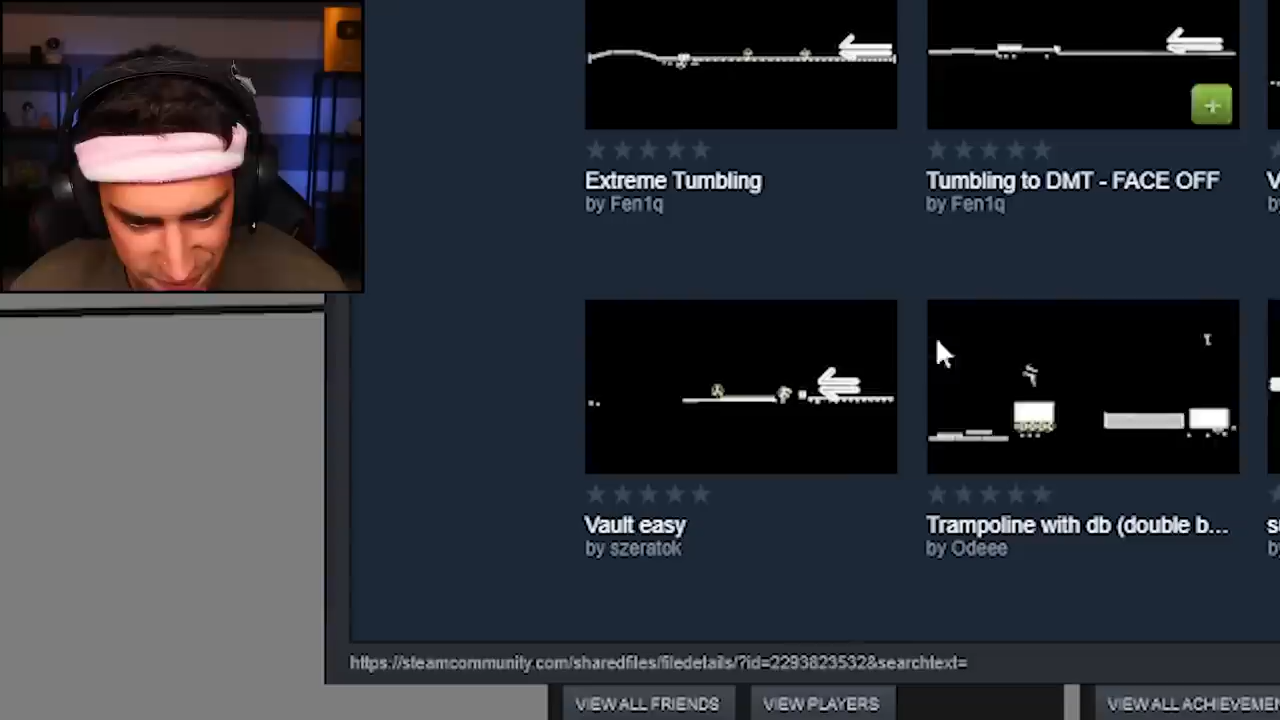 Extreme Tumbling
by Fen1q
Tumbling to DMT - FACE OFF
by Fen1q
Vault easy
by szeratok
Trampoline with db (double b...
by Odeee
https://steamcommunity.com/sharedfiles/filedetails/?id=2293823532&searchtext=
VIEW ALL FRIENDS
VIEW PLAYERS
VIEW ALL ACHIEVEMEN